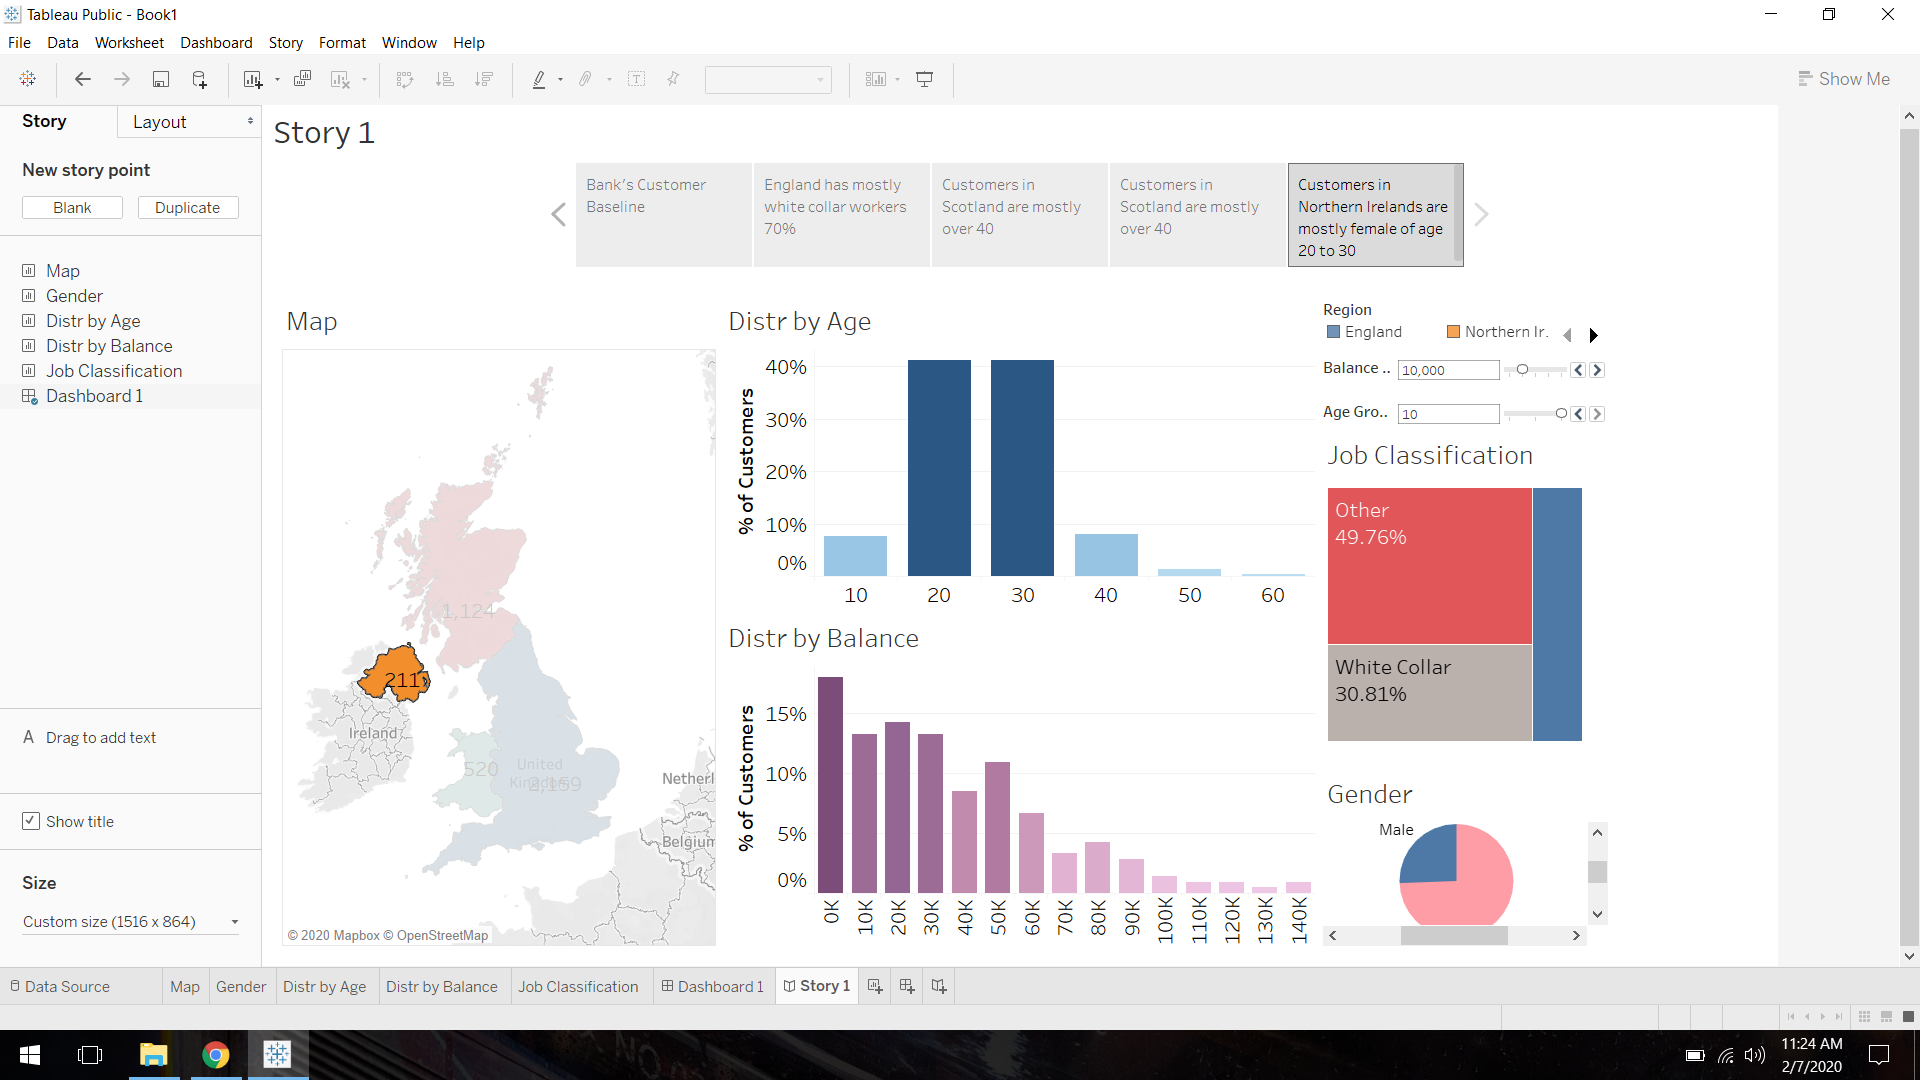 Tableau Public - Book1
File Data Worksheet Dashboard Story Format Window Help
Show Me
Story Layout
New story point
Blank Duplicate
Map
Gender
Distr by Age
Distr by Balance
Job Classification
Dashboard 1
A Drag to add text
Show title
Size
Custom size (1516 x 864)
Story 1
Bank's Customer
Baseline
England has mostly
white collar workers
70%
Customers in
Scotland are mostly
over 40
Customers in
Scotland are mostly
over 40
Customers in
Northern Irelands are
mostly female of age
20 to 30
Map
1,124
211
Ireland
520
United
Kingdom
2,159
Netherl
Belgium
© 2020 Mapbox © OpenStreetMap
Distr by Age
% of Customers
40%
30%
20%
10%
0%
10 20 30 40 50 60
Distr by Balance
% of Customers
15%
10%
5%
0%
0K 10K 20K 30K 40K 50K 60K 70K 80K 90K 100K 110K 120K 130K 140K
Region
England Northern Ir.
Balance .. 10,000
Age Gro.. 10
Job Classification
Other
49.76%
White Collar
30.81%
Gender
Male
Data Source Map Gender Distr by Age Distr by Balance Job Classification Dashboard 1 Story 1
11:24 AM
2/7/2020